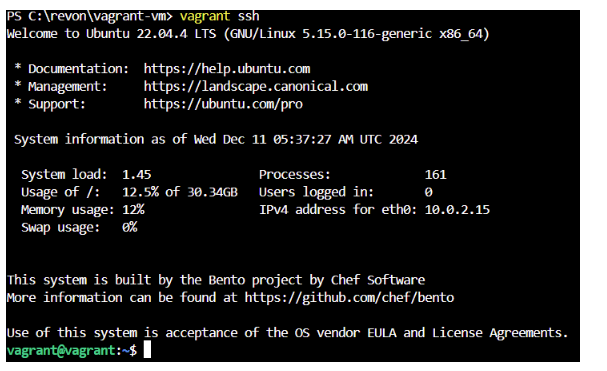 PS C:\revon\vagrant-vm> vagrant ssh
Welcome to Ubuntu 22.04.4 LTS (GNU/Linux 5.15.0-116-generic x86_64)
* Documentation: https://help.ubuntu.com
* Management: https://landscape.canonical.com
* Support: https://ubuntu.com/pro
System information as of Wed Dec 11 05:37:27 AM UTC 2024
System load: 1.45 Processes: 161
Usage of /: 12.5% of 30.34GB Users logged in: 0
Memory usage: 12% IPv4 address for eth0: 10.0.2.15
Swap usage: 0%
This system is built by the Bento project by Chef Software
More information can be found at https://github.com/chef/bento
Use of this system is acceptance of the OS vendor EULA and License Agreements.
vagrant@vagrant:~$